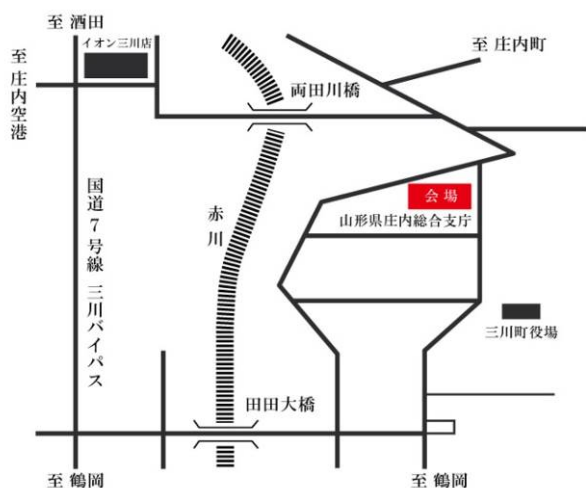 至 酒田
イオン三川店
至 庄内空港
至 庄内町
両田川橋
会場
山形県庄内総合支庁
国道7号線 三川バイパス
赤川
三川町役場
田田大橋
至 鶴岡
至 鶴岡